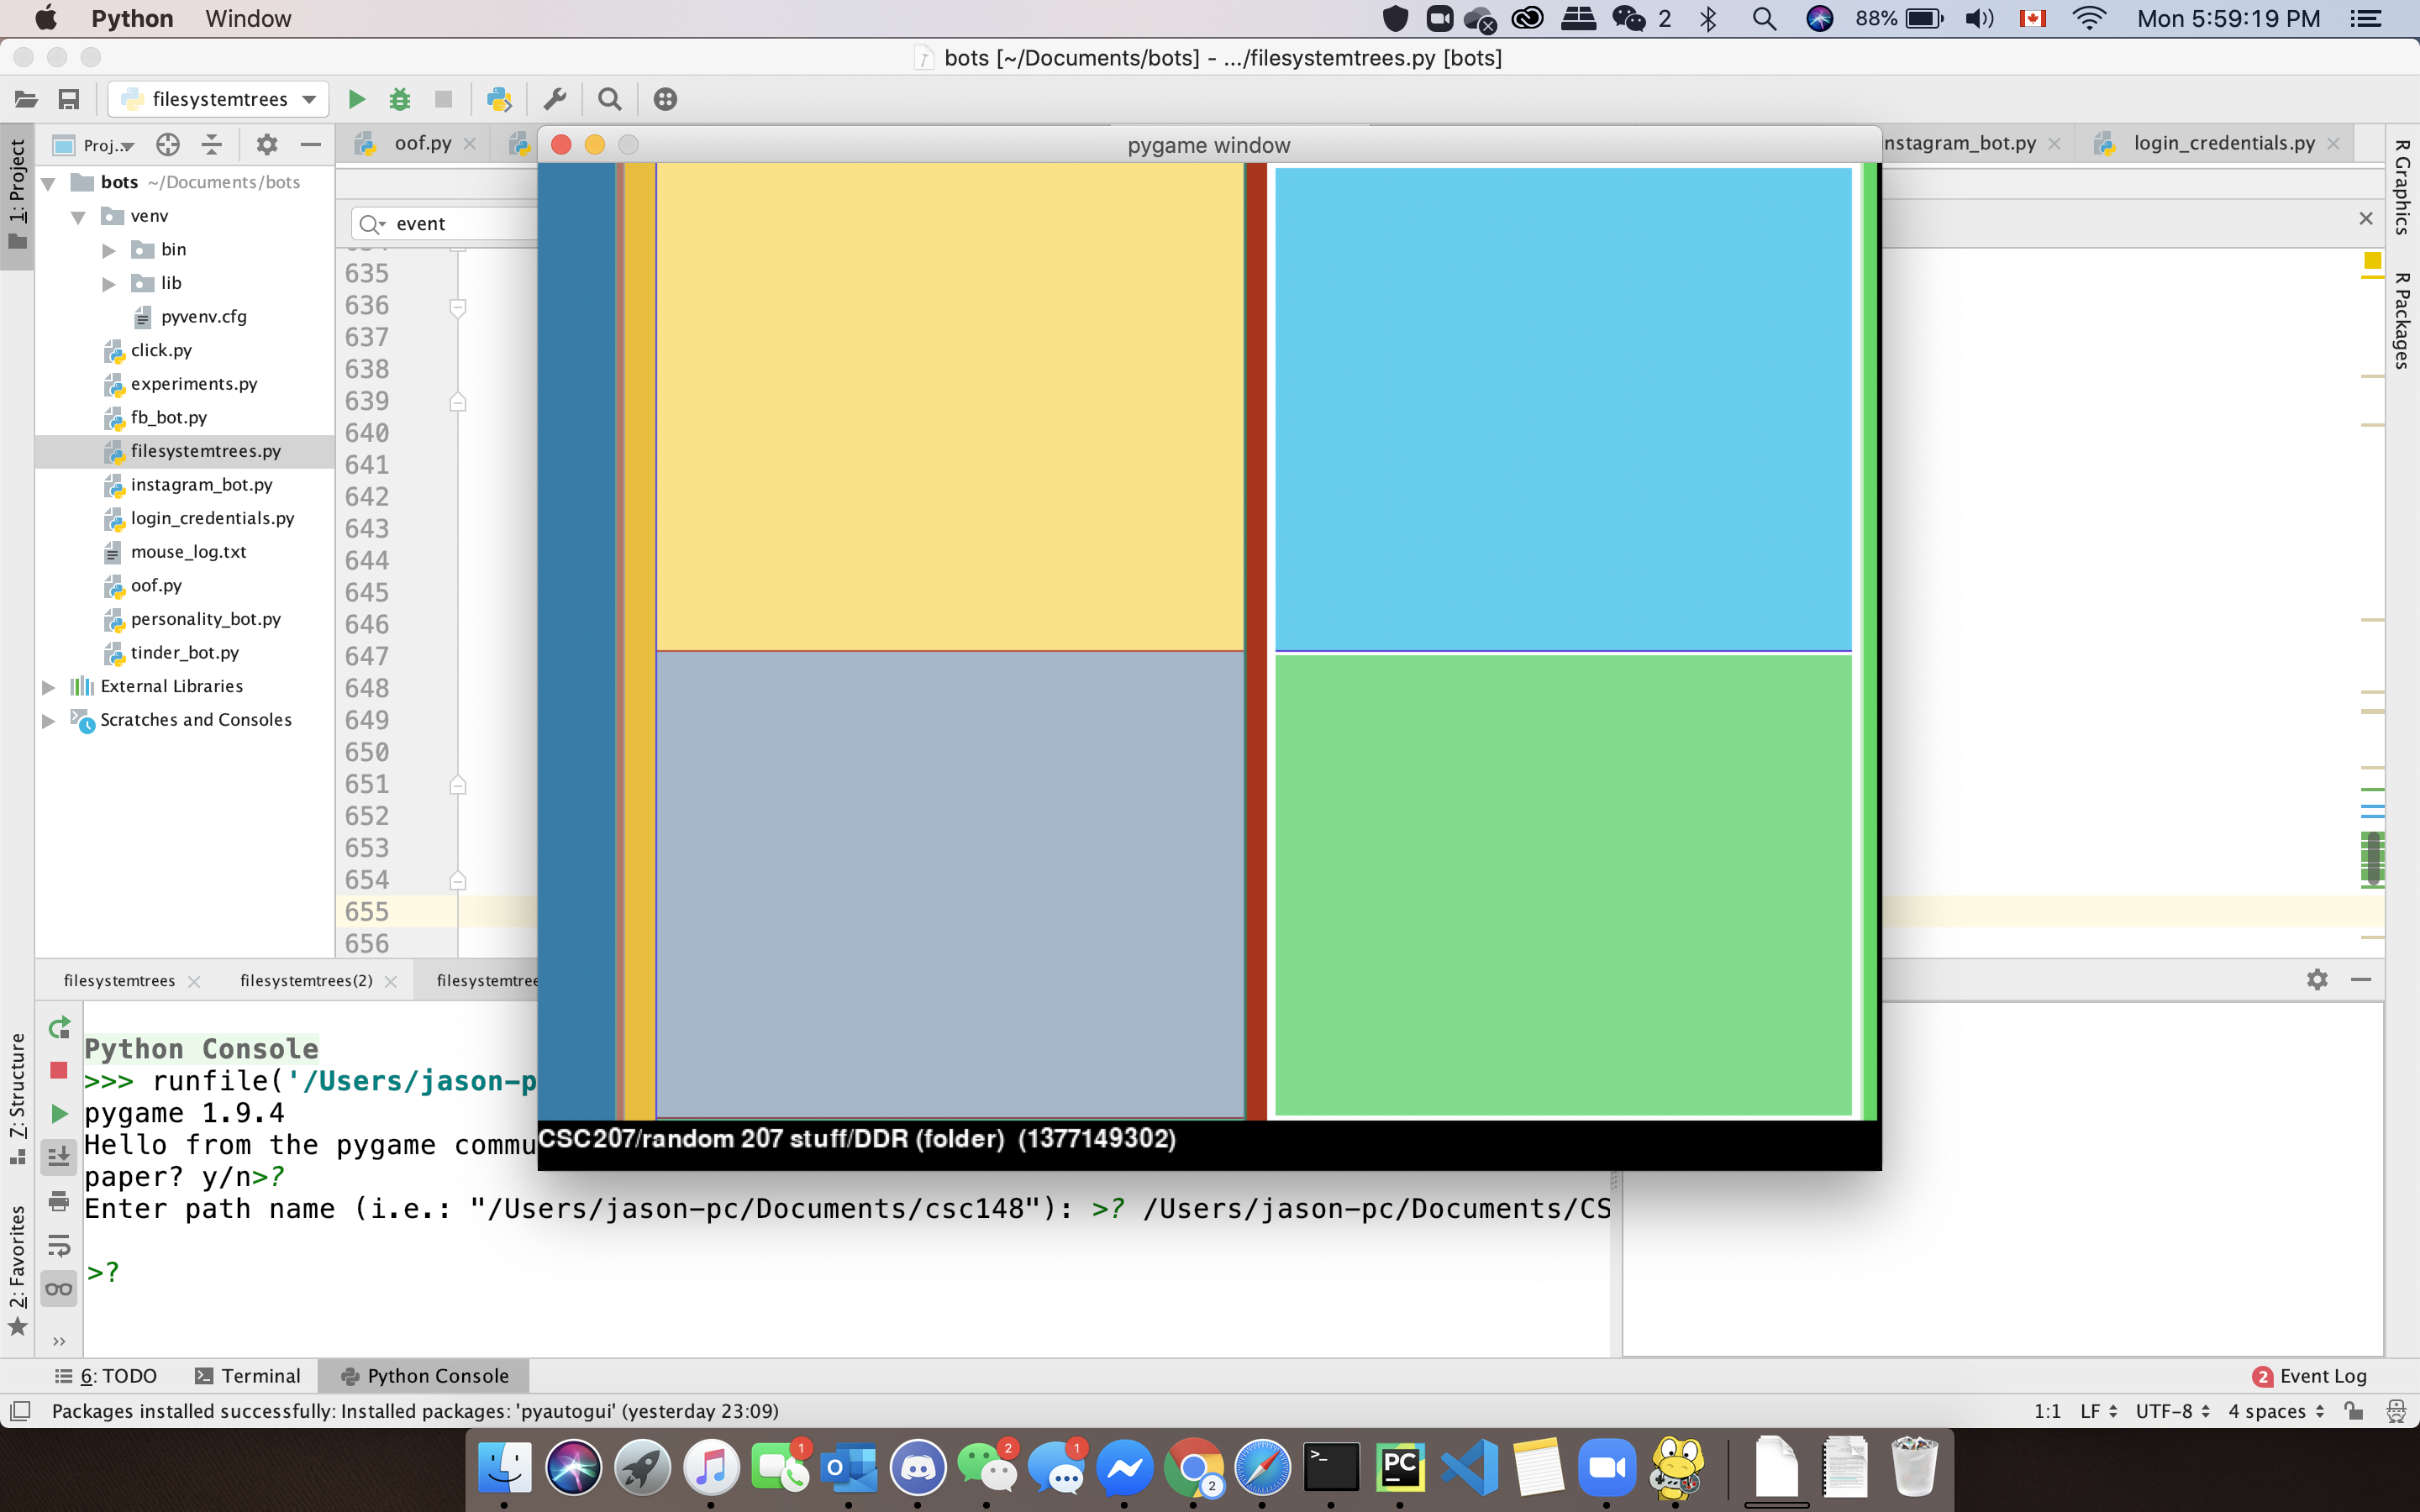 Python Window 2 88% Mon 5:59:19 PM
bots [~/Documents/bots] - .../filesystemtrees.py [bots]
filesystemtrees
1: Project
Proj..
oof.py
pygame window
nstagram_bot.py
login_credentials.py
R Graphics
R Packages
bots ~/Documents/bots
venv
bin
lib
pyvenv.cfg
click.py
experiments.py
fb_bot.py
filesystemtrees.py
instagram_bot.py
login_credentials.py
mouse_log.txt
oof.py
personality_bot.py
tinder_bot.py
External Libraries
Scratches and Consoles
event
635
636
637
638
639
640
641
642
643
644
645
646
647
648
649
650
651
652
653
654
655
656
CSC207/random 207 stuff/DDR (folder) (1377149302)
filesystemtrees
filesystemtrees(2)
filesystemtree
7: Structure
2: Favorites
Python Console
>>> runfile('/Users/jason-p
pygame 1.9.4
Hello from the pygame commu
paper? y/n>?
Enter path name (i.e.: "/Users/jason-pc/Documents/csc148"): >? /Users/jason-pc/Documents/CS
>?
6: TODO
Terminal
Python Console
2 Event Log
Packages installed successfully: Installed packages: 'pyautogui' (yesterday 23:09)
1:1 LF UTF-8 4 spaces
1
2
1
2
PC